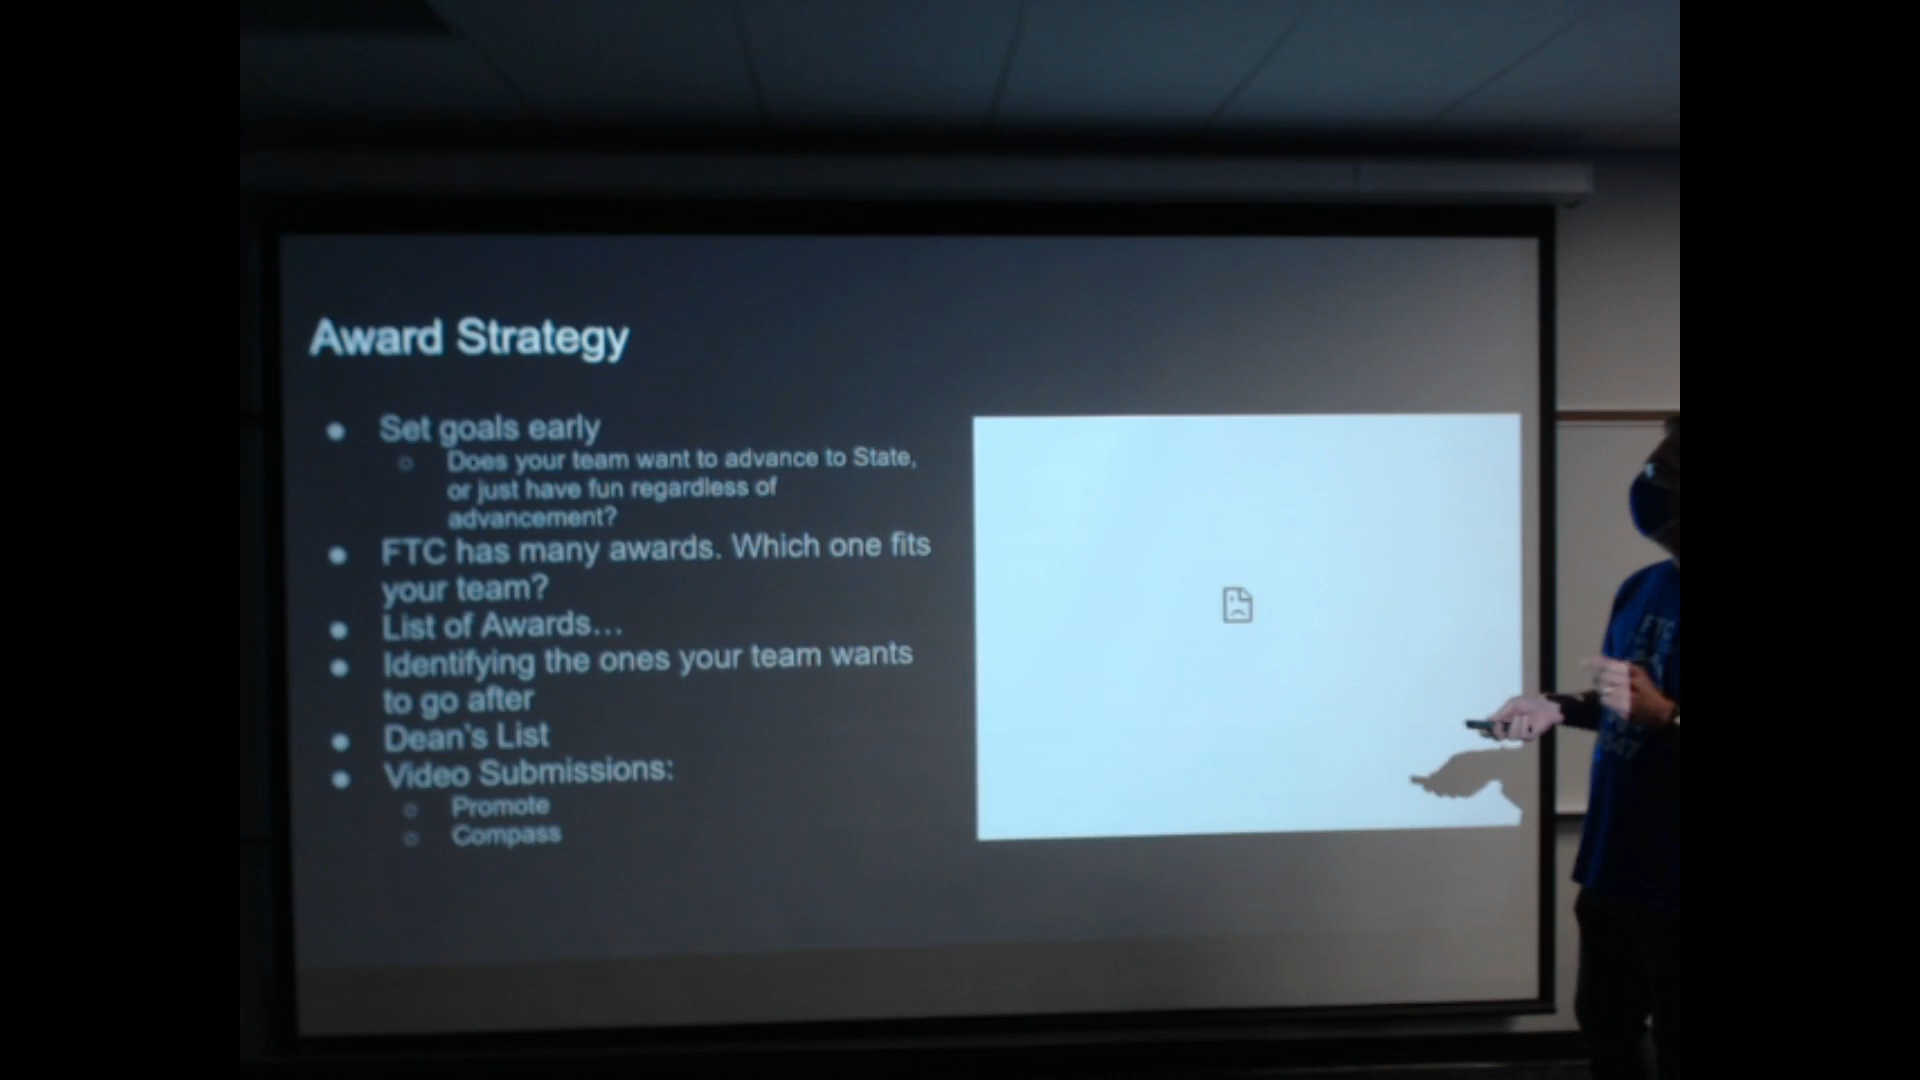 Award Strategy
● Set goals early
○ Does your team want to advance to State,
or just have fun regardless of
advancement?
● FTC has many awards. Which one fits
your team?
● List of Awards…
● Identifying the ones your team wants
to go after
● Dean's List
● Video Submissions:
○ Promote
○ Compass
FTC